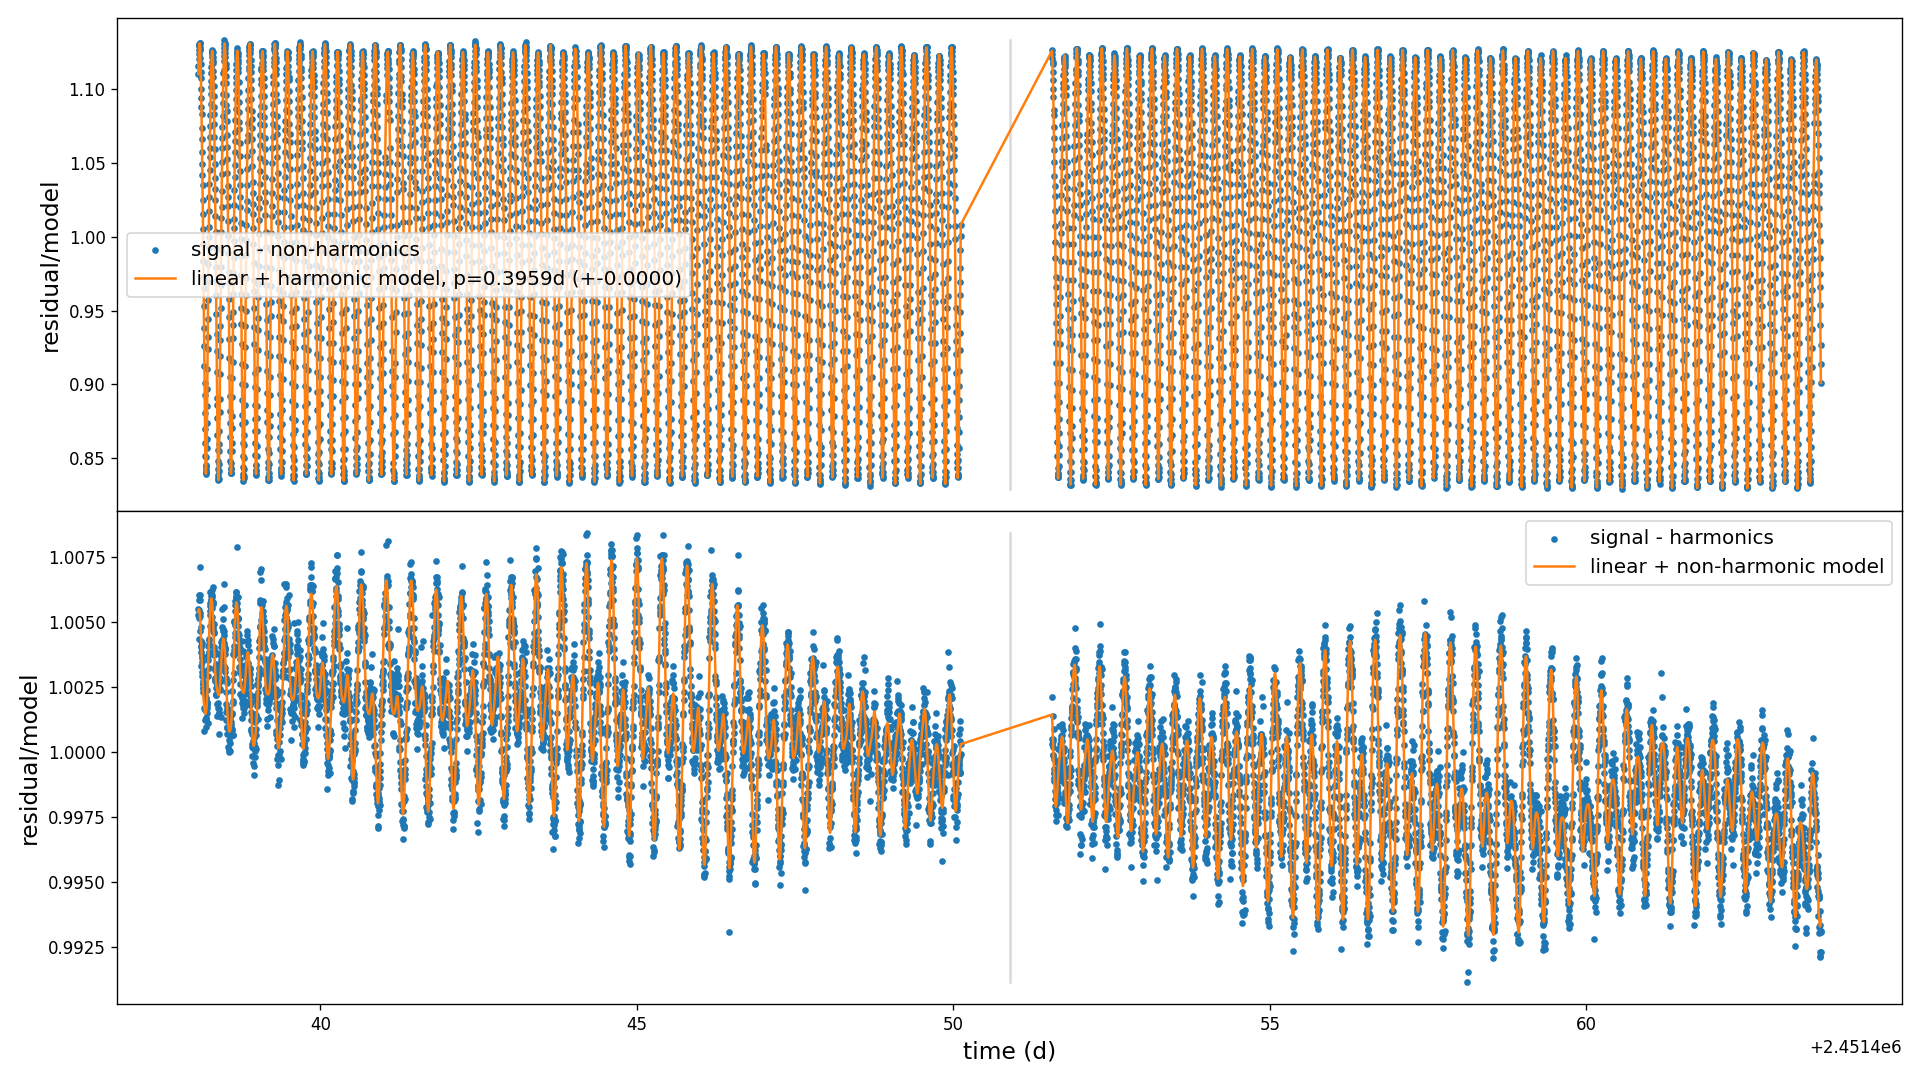 1.10
1.05
1.00
0.95
0.90
0.85
residual/model
signal - non-harmonics
linear + harmonic model, p=0.3959d (+-0.0000)
1.0075
1.0050
1.0025
1.0000
0.9975
0.9950
0.9925
residual/model
signal - harmonics
linear + non-harmonic model
40
45
50
55
60
time (d)
+2.4514e6